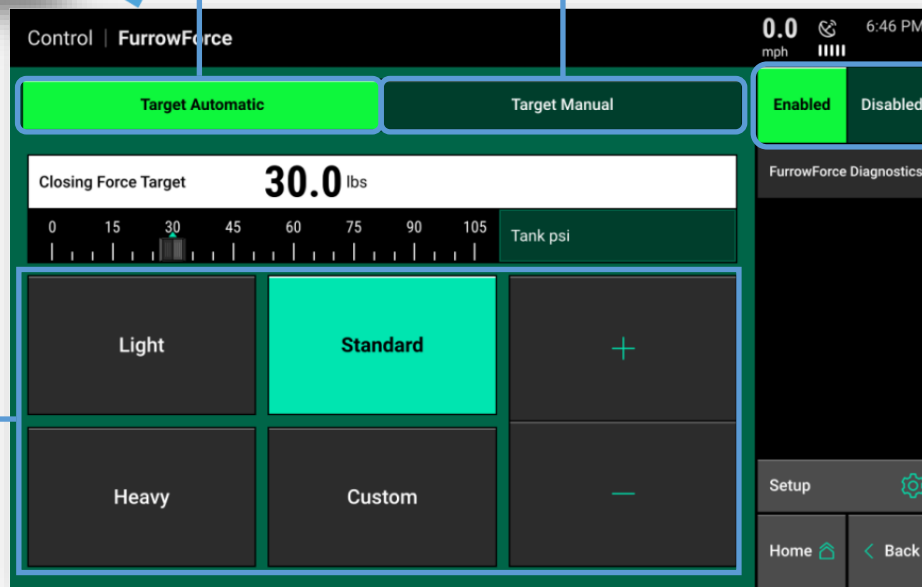 Control | FurrowForce
0.0 mph
6:46 PM
Target Automatic
Target Manual
Enabled
Disabled
Closing Force Target 30.0 lbs
FurrowForce Diagnostics
0 15 30 45 60 75 90 105
Tank psi
Light
Standard
+
Heavy
Custom
−
Setup
Home
< Back